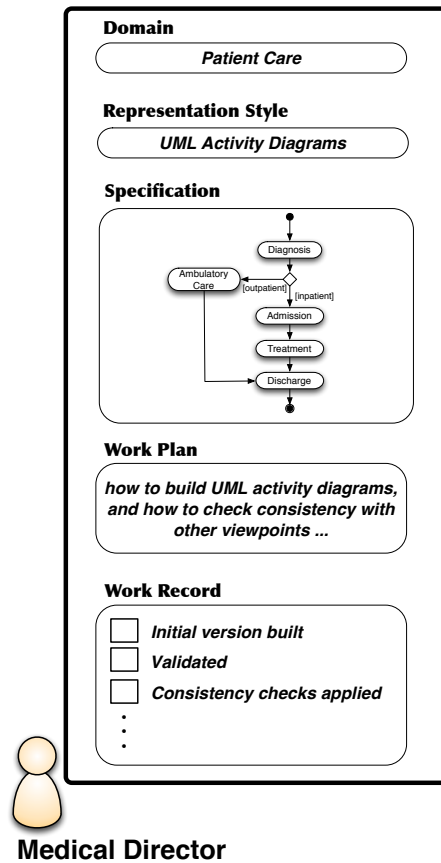 Domain
Patient Care
Representation Style
UML Activity Diagrams
Specification
Diagnosis
Ambulatory
Care
[outpatient]
[inpatient]
Admission
Treatment
Discharge
Work Plan
how to build UML activity diagrams,
and how to check consistency with
other viewpoints ...
Work Record
Initial version built
Validated
Consistency checks applied
Medical Director